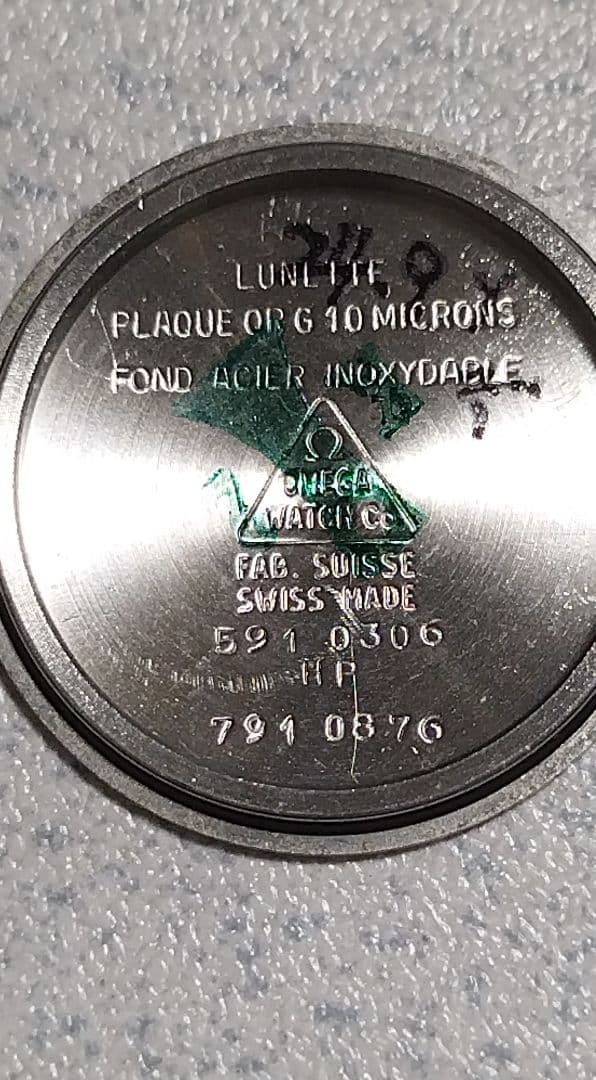 LUNETTE
PLAQUE OR G 10 MICRONS
FOND ACIER INOXYDABLE
Ω
OMEGA
WATCH Co
FAB. SUISSE
SWISS MADE
591 0306
HP
791 0876